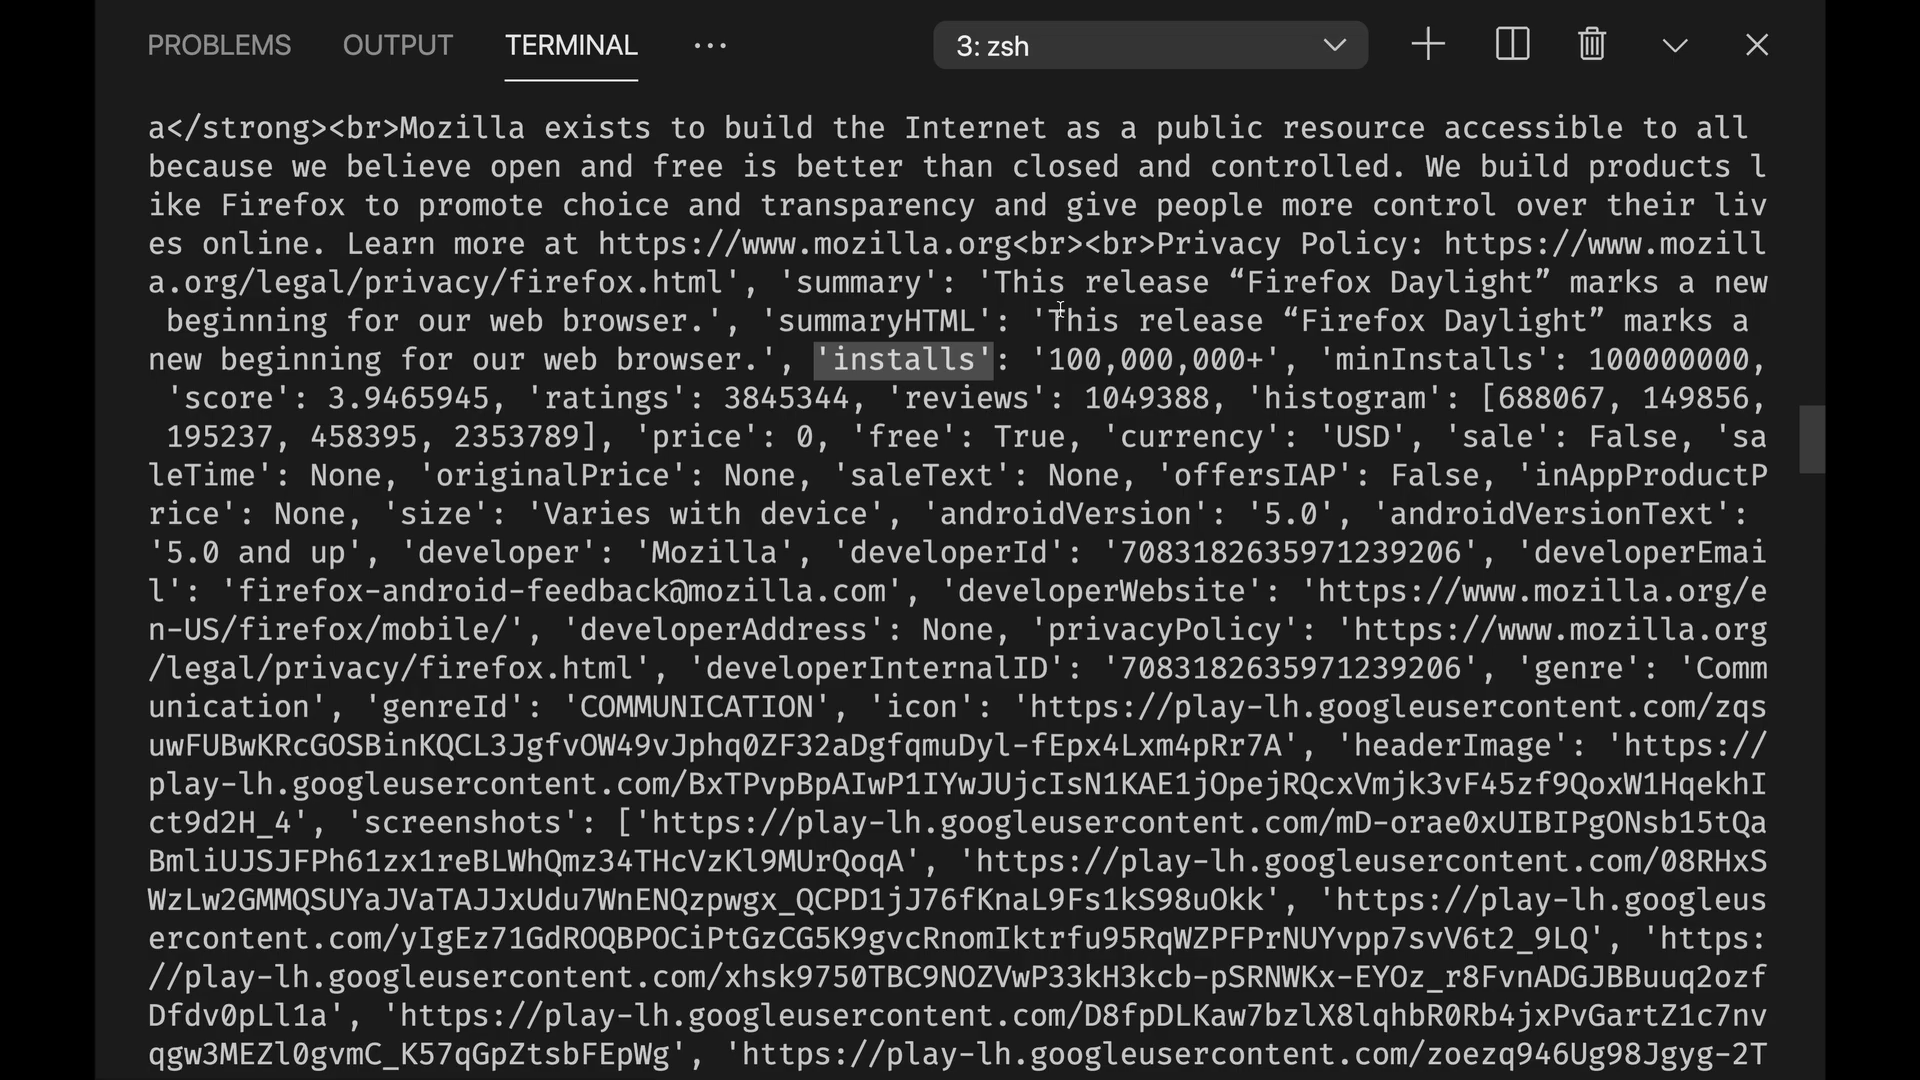 PROBLEMS OUTPUT TERMINAL ··· 3: zsh
a</strong><br>Mozilla exists to build the Internet as a public resource accessible to all
because we believe open and free is better than closed and controlled. We build products l
ike Firefox to promote choice and transparency and give people more control over their liv
es online. Learn more at https://www.mozilla.org<br><br>Privacy Policy: https://www.mozill
a.org/legal/privacy/firefox.html', 'summary': 'This release “Firefox Daylight” marks a new
 beginning for our web browser.', 'summaryHTML': 'This release “Firefox Daylight” marks a
new beginning for our web browser.', 'installs': '100,000,000+', 'minInstalls': 100000000,
 'score': 3.9465945, 'ratings': 3845344, 'reviews': 1049388, 'histogram': [688067, 149856,
 195237, 458395, 2353789], 'price': 0, 'free': True, 'currency': 'USD', 'sale': False, 'sa
leTime': None, 'originalPrice': None, 'saleText': None, 'offersIAP': False, 'inAppProductP
rice': None, 'size': 'Varies with device', 'androidVersion': '5.0', 'androidVersionText':
'5.0 and up', 'developer': 'Mozilla', 'developerId': '7083182635971239206', 'developerEmai
l': 'firefox-android-feedback@mozilla.com', 'developerWebsite': 'https://www.mozilla.org/e
n-US/firefox/mobile/', 'developerAddress': None, 'privacyPolicy': 'https://www.mozilla.org
/legal/privacy/firefox.html', 'developerInternalID': '7083182635971239206', 'genre': 'Comm
unication', 'genreId': 'COMMUNICATION', 'icon': 'https://play-lh.googleusercontent.com/zqs
uwFUBwKRcGOSBinKQCL3JgfvOW49vJphq0ZF32aDgfqmuDyl-fEpx4Lxm4pRr7A', 'headerImage': 'https://
play-lh.googleusercontent.com/BxTPvpBpAIwP1IYwJUjcIsN1KAE1jOpejRQcxVmjk3vF45zf9QoxW1HqekhI
ct9d2H_4', 'screenshots': ['https://play-lh.googleusercontent.com/mD-orae0xUIBIPgONsb15tQa
BmliUJSJFPh61zx1reBLWhQmz34THcVzKl9MUrQoqA', 'https://play-lh.googleusercontent.com/08RHxS
WzLw2GMMQSUYaJVaTAJJxUdu7WnENQzpwgx_QCPD1jJ76fKnaL9Fs1kS98uOkk', 'https://play-lh.googleus
ercontent.com/yIgEz71GdROQBPOCiPtGzCG5K9gvcRnomIktrfu95RqWZPFPrNUYvpp7svV6t2_9LQ', 'https:
//play-lh.googleusercontent.com/xhsk9750TBC9NOZVwP33kH3kcb-pSRNWKx-EYOz_r8FvnADGJBBuuq2ozf
Dfdv0pLl1a', 'https://play-lh.googleusercontent.com/D8fpDLKaw7bzlX8lqhbR0Rb4jxPvGartZ1c7nv
qgw3MEZl0gvmC_K57qGpZtsbFEpWg', 'https://play-lh.googleusercontent.com/zoezq946Ug98Jgyg-2T